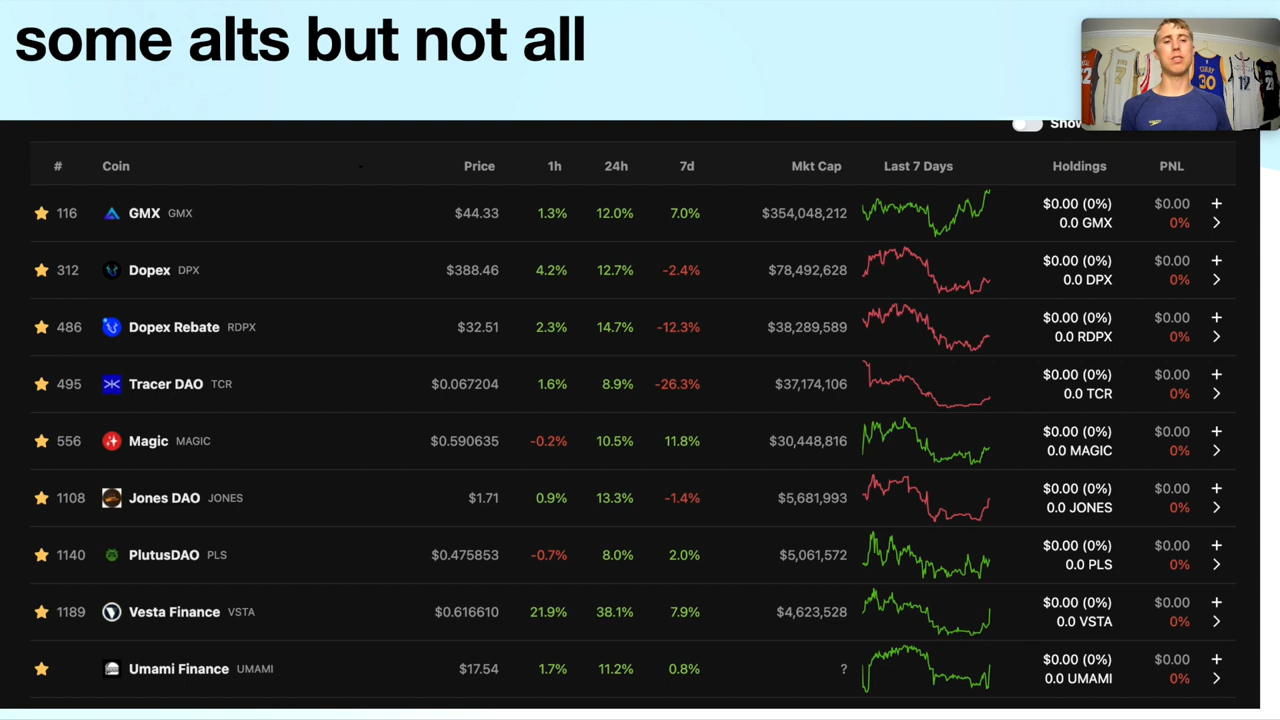 some alts but not all
Show
# Coin Price 1h 24h 7d Mkt Cap Last 7 Days Holdings PNL
116 GMX GMX $44.33 1.3% 12.0% 7.0% $354,048,212 $0.00 (0%) $0.00 +
0.0 GMX 0%
312 Dopex DPX $388.46 4.2% 12.7% -2.4% $78,492,628 $0.00 (0%) $0.00 +
0.0 DPX 0%
486 Dopex Rebate RDPX $32.51 2.3% 14.7% -12.3% $38,289,589 $0.00 (0%) $0.00 +
0.0 RDPX 0%
495 Tracer DAO TCR $0.067204 1.6% 8.9% -26.3% $37,174,106 $0.00 (0%) $0.00 +
0.0 TCR 0%
556 Magic MAGIC $0.590635 -0.2% 10.5% 11.8% $30,448,816 $0.00 (0%) $0.00 +
0.0 MAGIC 0%
1108 Jones DAO JONES $1.71 0.9% 13.3% -1.4% $5,681,993 $0.00 (0%) $0.00 +
0.0 JONES 0%
1140 PlutusDAO PLS $0.475853 -0.7% 8.0% 2.0% $5,061,572 $0.00 (0%) $0.00 +
0.0 PLS 0%
1189 Vesta Finance VSTA $0.616610 21.9% 38.1% 7.9% $4,623,528 $0.00 (0%) $0.00 +
0.0 VSTA 0%
Umami Finance UMAMI $17.54 1.7% 11.2% 0.8% ? $0.00 (0%) $0.00 +
0.0 UMAMI 0%
30